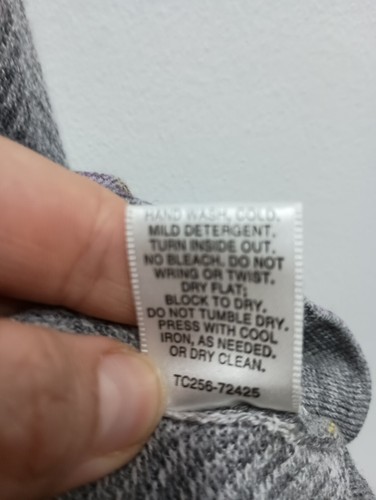 HAND WASH, COLD.
MILD DETERGENT.
TURN INSIDE OUT.
NO BLEACH. DO NOT
WRING OR TWIST.
DRY FLAT;
BLOCK TO DRY.
DO NOT TUMBLE DRY.
PRESS WITH COOL
IRON, AS NEEDED.
OR DRY CLEAN.
TC256-72425